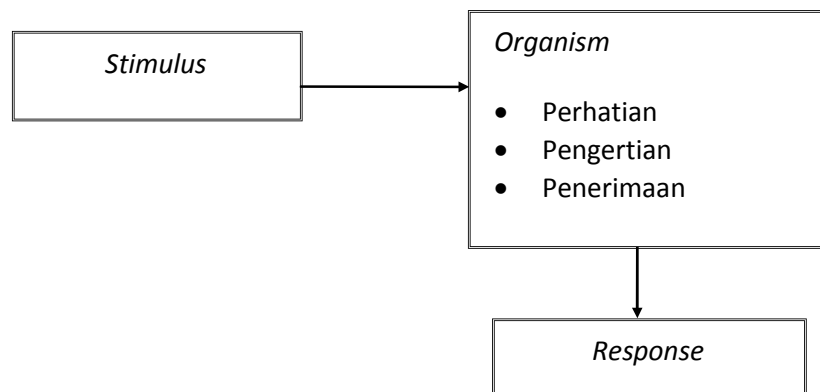 Stimulus
Organism
• Perhatian
• Pengertian
• Penerimaan
Response